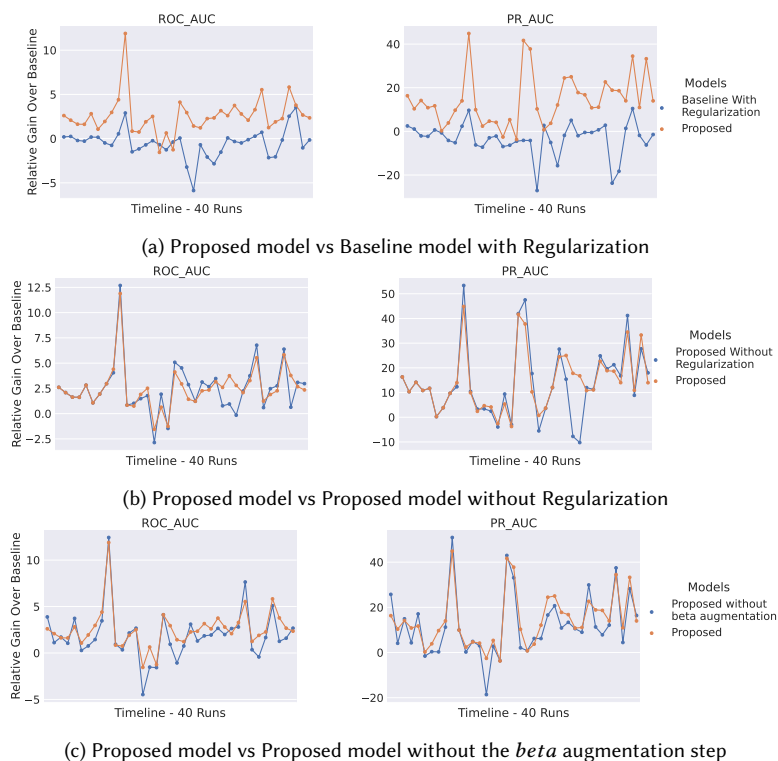 ROC_AUC
PR_AUC
Relative Gain Over Baseline
10
5
0
−5
40
20
0
−20
Timeline - 40 Runs
Timeline - 40 Runs
Models
Baseline With
Regularization
Proposed
(a) Proposed model vs Baseline model with Regularization
ROC_AUC
PR_AUC
Relative Gain Over Baseline
12.5
10.0
7.5
5.0
2.5
0.0
−2.5
50
40
30
20
10
0
−10
Timeline - 40 Runs
Timeline - 40 Runs
Models
Proposed Without
Regularization
Proposed
(b) Proposed model vs Proposed model without Regularization
ROC_AUC
PR_AUC
Relative Gain Over Baseline
10
5
0
−5
40
20
0
−20
Timeline - 40 Runs
Timeline - 40 Runs
Models
Proposed without
beta augmentation
Proposed
(c) Proposed model vs Proposed model without the beta augmentation step